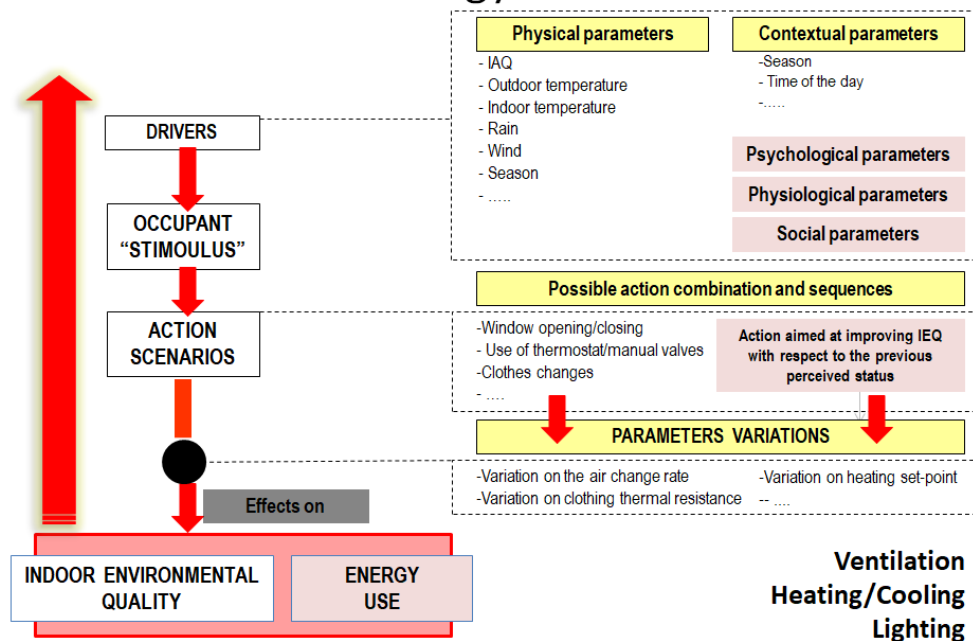 Physical parameters
- IAQ
- Outdoor temperature
- Indoor temperature
- Rain
- Wind
- Season
- .....
Contextual parameters
-Season
- Time of the day
-.....
Psychological parameters
Physiological parameters
Social parameters
DRIVERS
OCCUPANT
“STIMOULUS”
ACTION
SCENARIOS
Possible action combination and sequences
-Window opening/closing
- Use of thermostat/manual valves
-Clothes changes
- ....
Action aimed at improving IEQ
with respect to the previous
perceived status
PARAMETERS VARIATIONS
-Variation on the air change rate
-Variation on clothing thermal resistance
-Variation on heating set-point
-- ....
Effects on
INDOOR ENVIRONMENTAL
QUALITY
ENERGY
USE
Ventilation
Heating/Cooling
Lighting